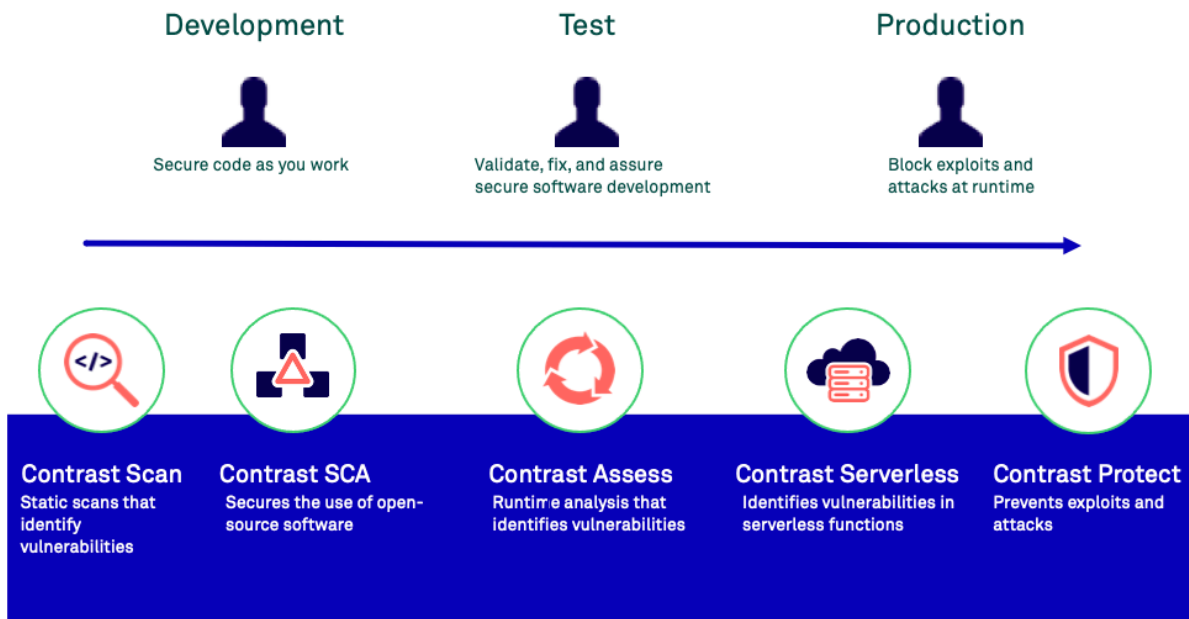 Development
Test
Production
Secure code as you work
Validate, fix, and assure
secure software development
Block exploits and
attacks at runtime
</>
Contrast Scan
Static scans that
identify
vulnerabilities
Contrast SCA
Secures the use of open-
source software
Contrast Assess
Runtime analysis that
identifies vulnerabilities
Contrast Serverless
Identifies vulnerabilities in
serverless functions
Contrast Protect
Prevents exploits and
attacks